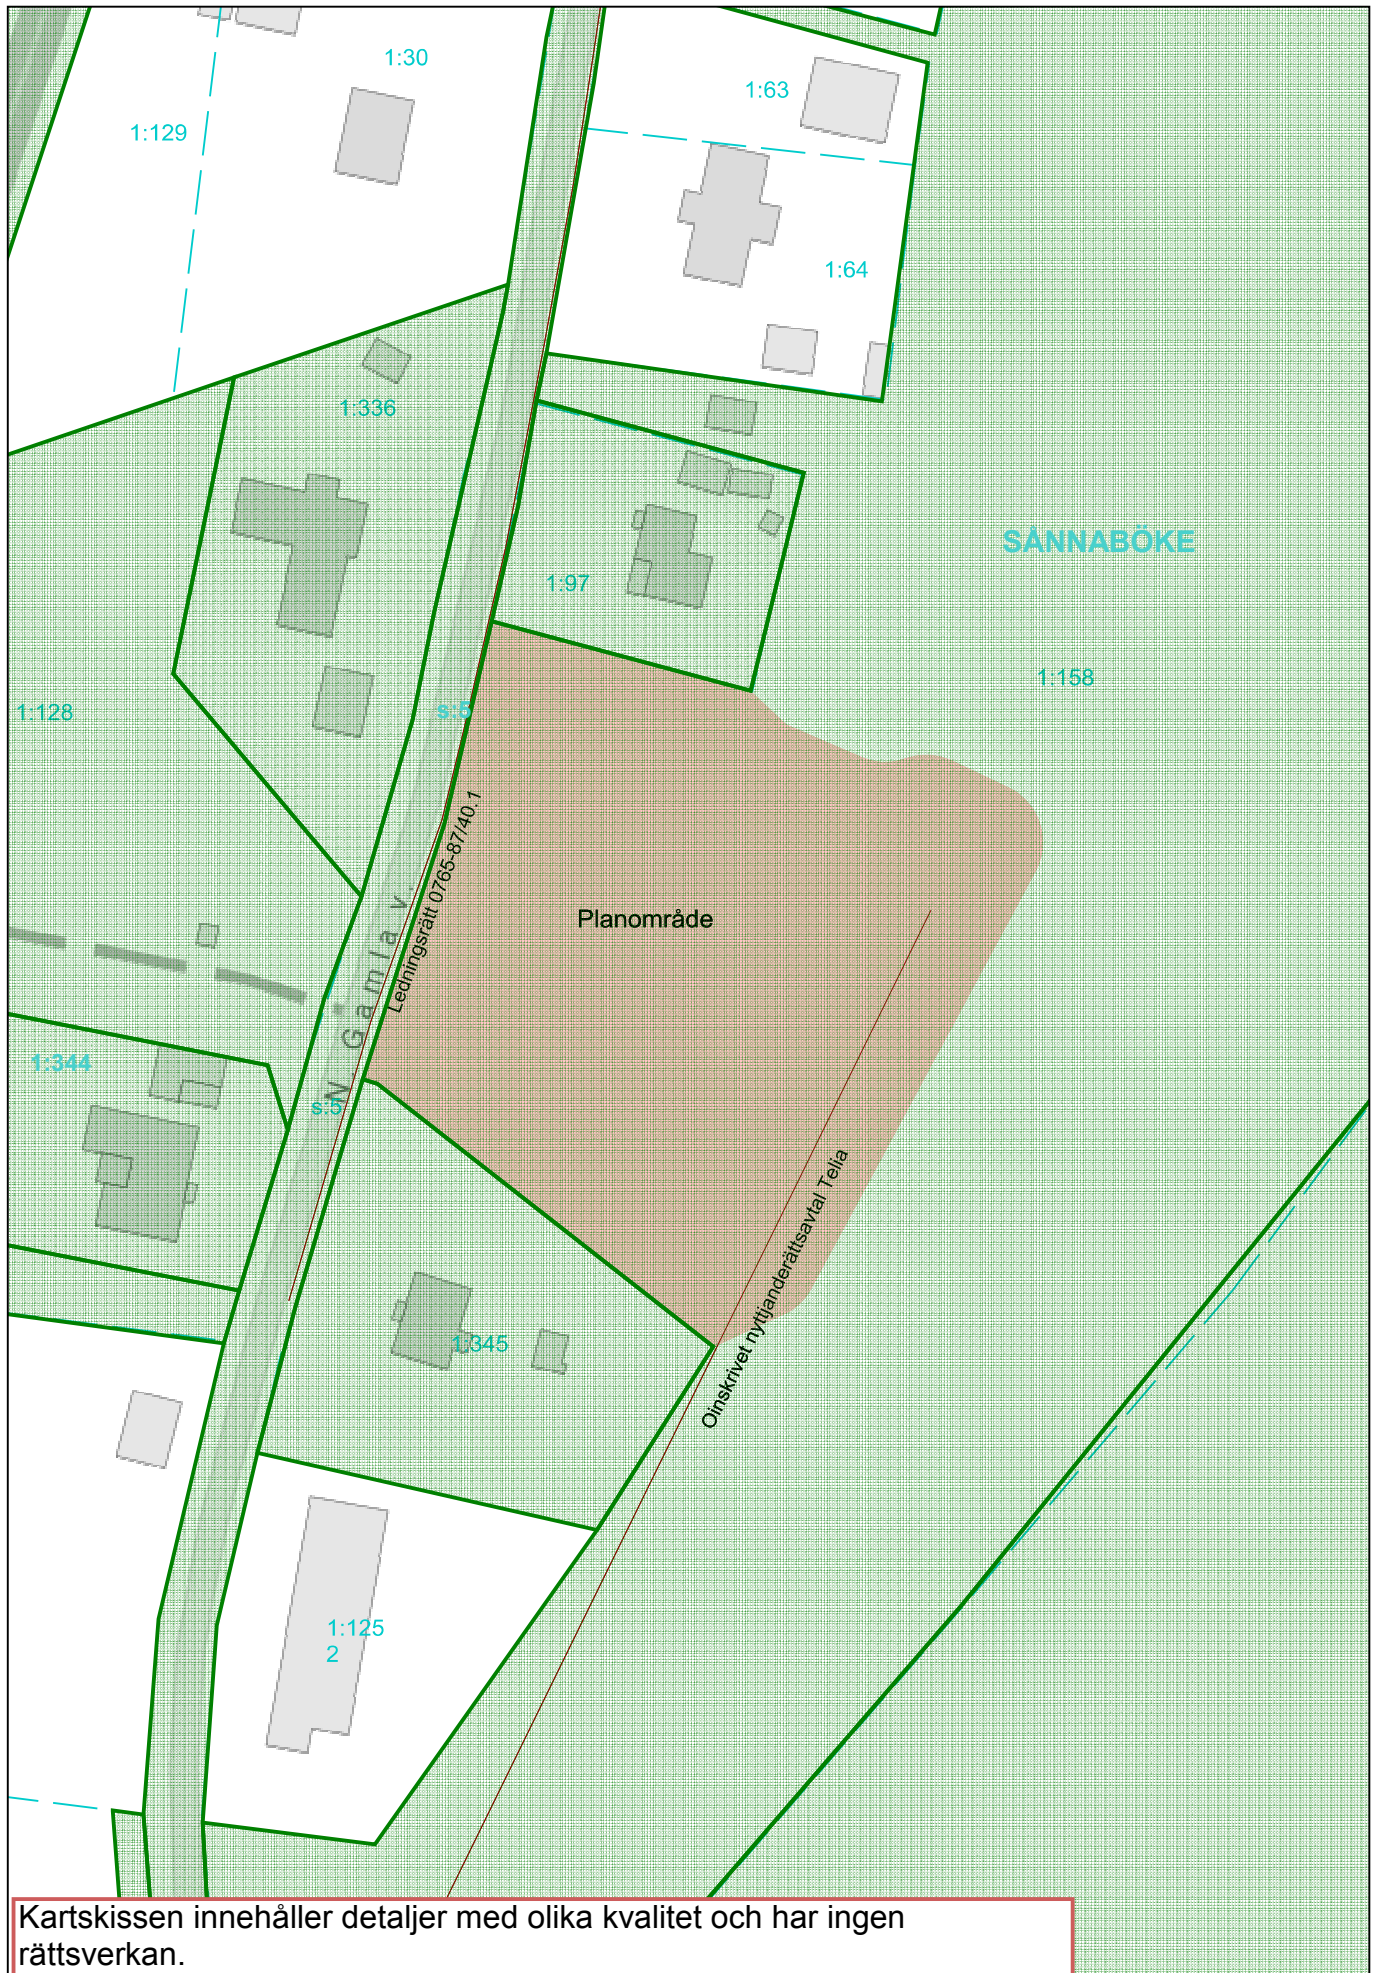 1:30
1:63
1:129
1:64
1:336
SÅNNABÖKE
1:97
1:158
1:128
s:5
Ledningsrätt 0765-87/40.1
Planområde
N. Gamla v.
1:344
s:5
Oinskrivet nyttjanderättsavtal Telia
1:345
1:125
2
Kartskissen innehåller detaljer med olika kvalitet och har ingen
rättsverkan.